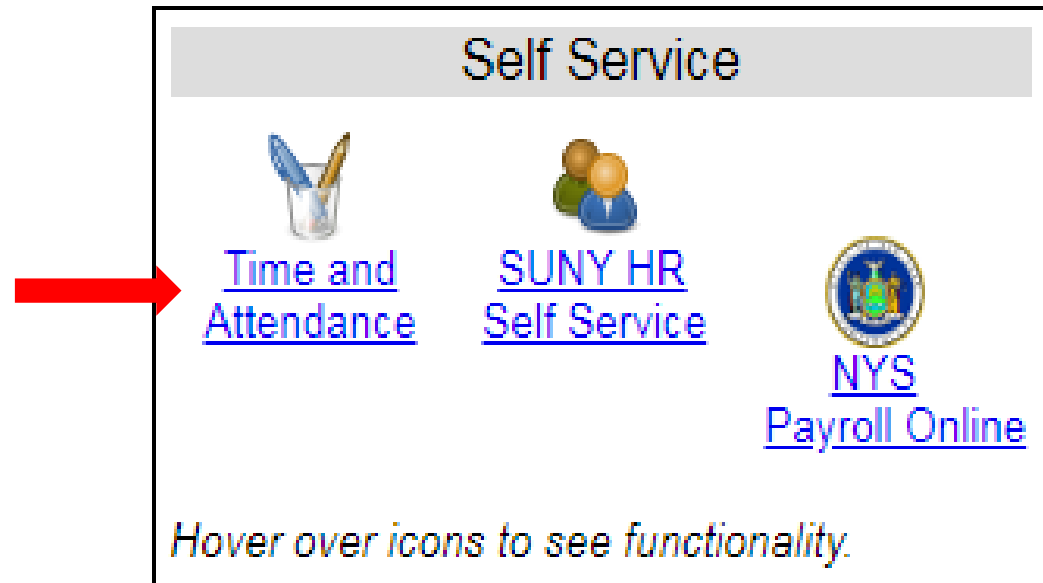 Self Service
Time and
Attendance
SUNY HR
Self Service
NYS
Payroll Online
Hover over icons to see functionality.